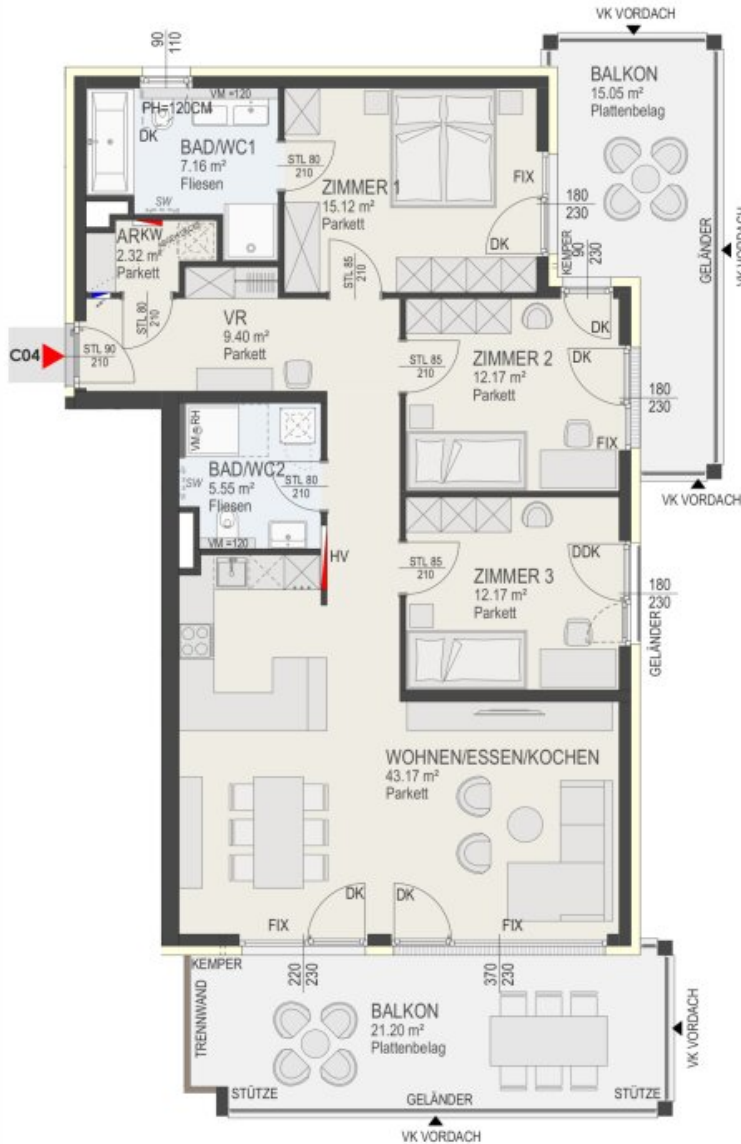 VK VORDACH
90
110
VM =120
PH=120CM
DK
BAD/WC1
7.16 m²
Fliesen
SW
STL 80
210
ZIMMER 1
15.12 m²
Parkett
FIX
DK
180
230
BALKON
15.05 m²
Plattenbelag
GELÄNDER
VK VORDACH
KEMPER
90
230
AR
KW
2.32 m²
Parkett
STL 80
210
STL 85
210
VR
9.40 m²
Parkett
C04
STL 90
210
STL 85
210
ZIMMER 2
12.17 m²
Parkett
DK
DK
180
230
FIX
VK VORDACH
VM@RH
SW
BAD/WC2
5.55 m²
Fliesen
STL 80
210
VM =120
HV
STL 85
210
ZIMMER 3
12.17 m²
Parkett
DDK
180
230
GELÄNDER
WOHNEN/ESSEN/KOCHEN
43.17 m²
Parkett
DK
DK
FIX
FIX
KEMPER
220
230
370
230
TRENNWAND
BALKON
21.20 m²
Plattenbelag
VK VORDACH
STÜTZE
GELÄNDER
STÜTZE
VK VORDACH